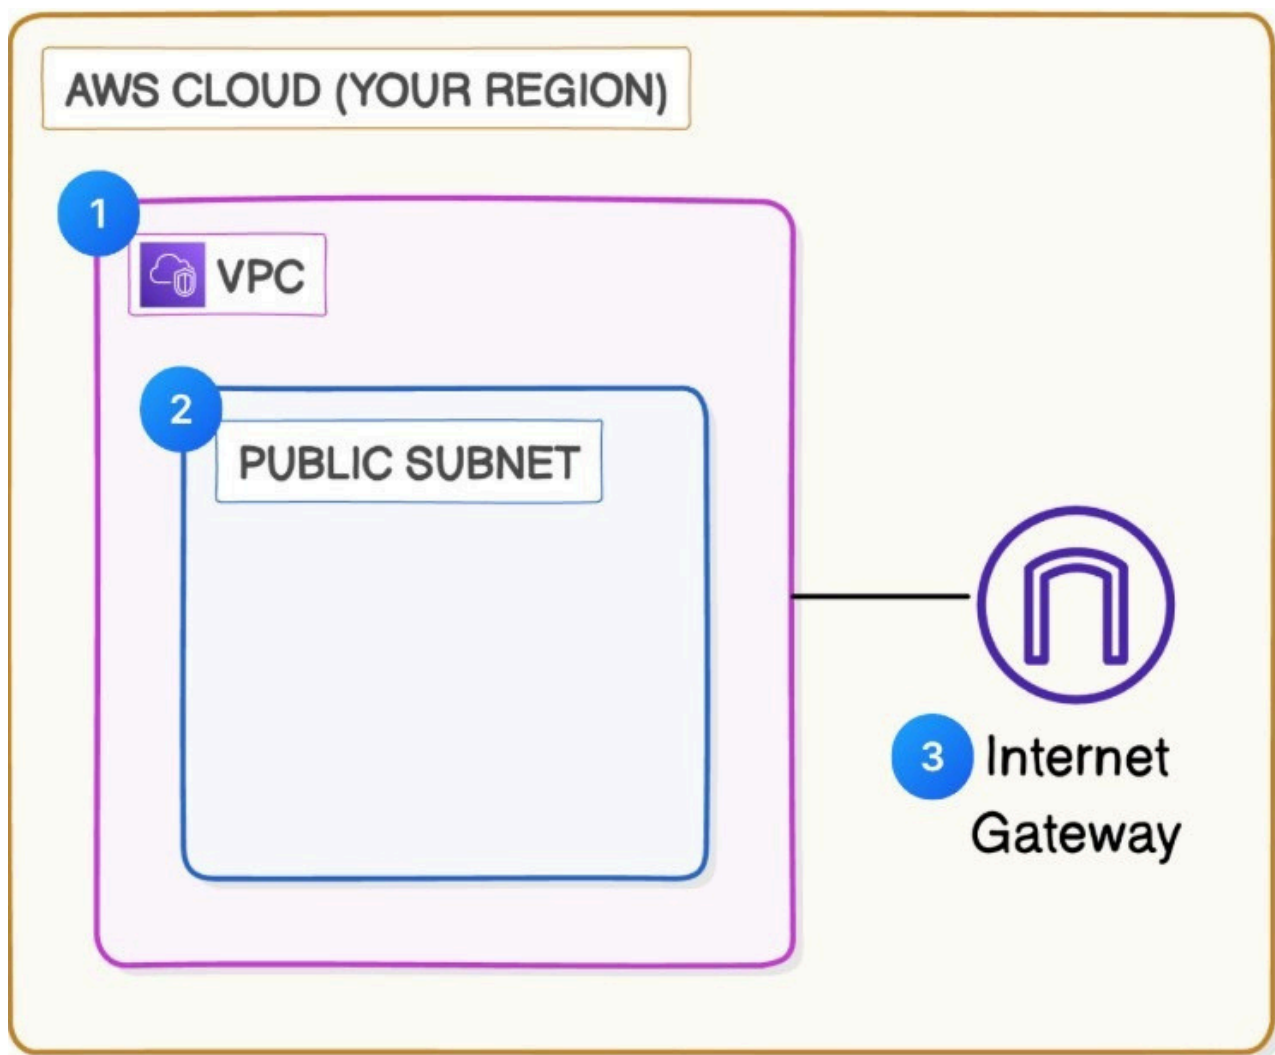 AWS CLOUD (YOUR REGION)
1
VPC
2
PUBLIC SUBNET
3
Internet
Gateway